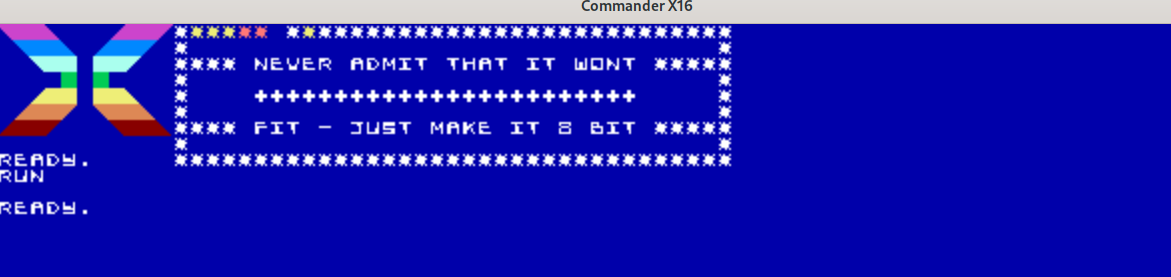 Commander X16
***** **************************
*
**** NEVER ADMIT THAT IT WONT *****
* *
* ++++++++++++++++++++++++ *
* *
**** FIT - JUST MAKE IT 8 BIT *****
* *
READY. ***********************************
RUN
READY.